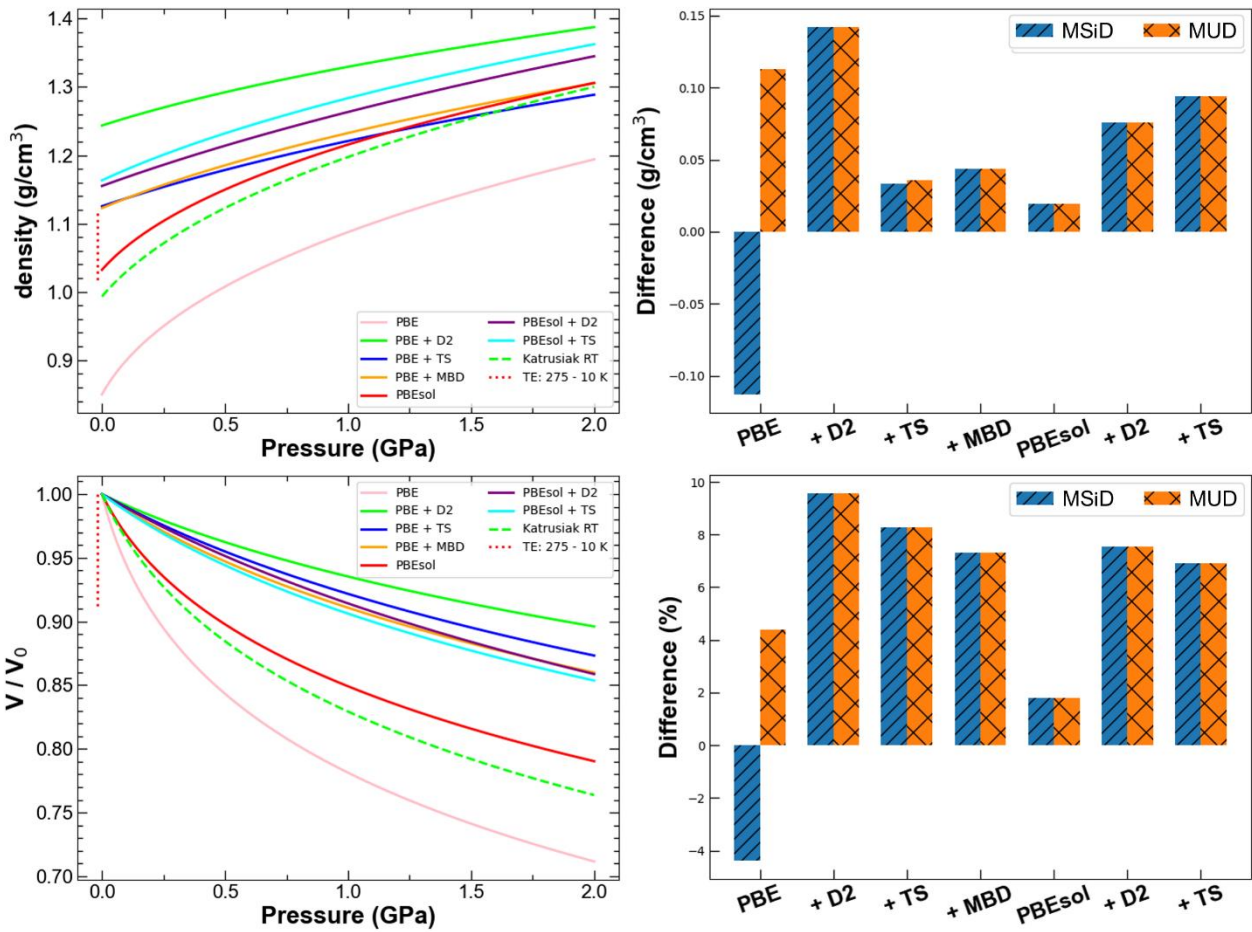 density (g/cm³)
1.4
1.3
1.2
1.1
1.0
0.9
0.0
0.5
1.0
1.5
2.0
Pressure (GPa)
PBE
PBE + D2
PBE + TS
PBE + MBD
PBEsol
PBEsol + D2
PBEsol + TS
Katrusiak RT
TE: 275 - 10 K
Difference (g/cm³)
0.15
0.10
0.05
0.00
−0.05
−0.10
MSiD
MUD
PBE
+ D2
+ TS
+ MBD
PBEsol
+ D2
+ TS
V / V₀
1.00
0.95
0.90
0.85
0.80
0.75
0.70
0.0
0.5
1.0
1.5
2.0
Pressure (GPa)
PBE
PBE + D2
PBE + TS
PBE + MBD
PBEsol
PBEsol + D2
PBEsol + TS
Katrusiak RT
TE: 275 - 10 K
Difference (%)
10
8
6
4
2
0
−2
−4
MSiD
MUD
PBE
+ D2
+ TS
+ MBD
PBEsol
+ D2
+ TS